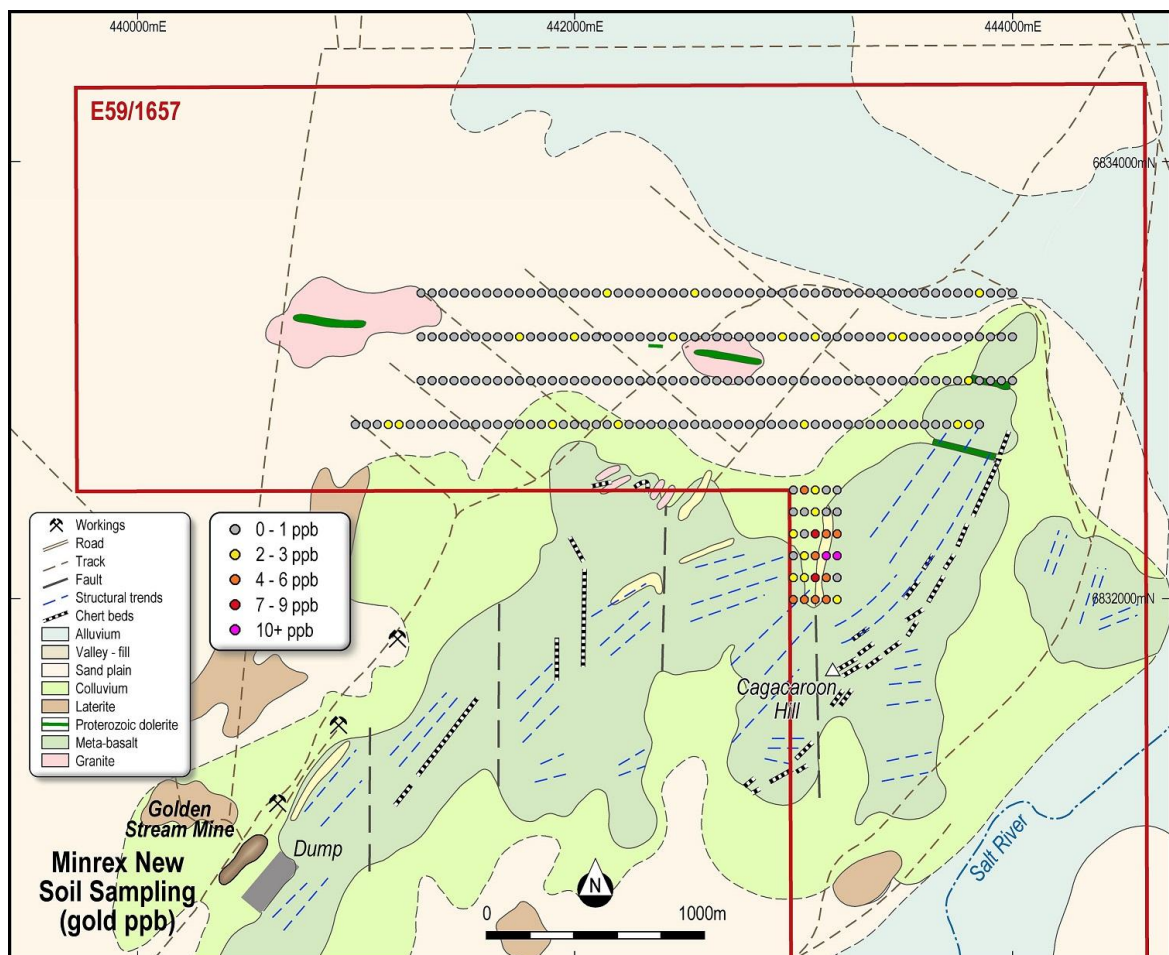 440000mE
442000mE
444000mE
E59/1657
6834000mN
Workings
Road
Track
Fault
Structural trends
Chert beds
Alluvium
Valley - fill
Sand plain
Colluvium
Laterite
Proterozoic dolerite
Meta-basalt
Granite
0 - 1 ppb
2 - 3 ppb
4 - 6 ppb
7 - 9 ppb
10+ ppb
6832000mN
Cagacaroon
Hill
Golden
Stream Mine
Dump
Minrex New
Soil Sampling
(gold ppb)
Salt River
N
0 1000m